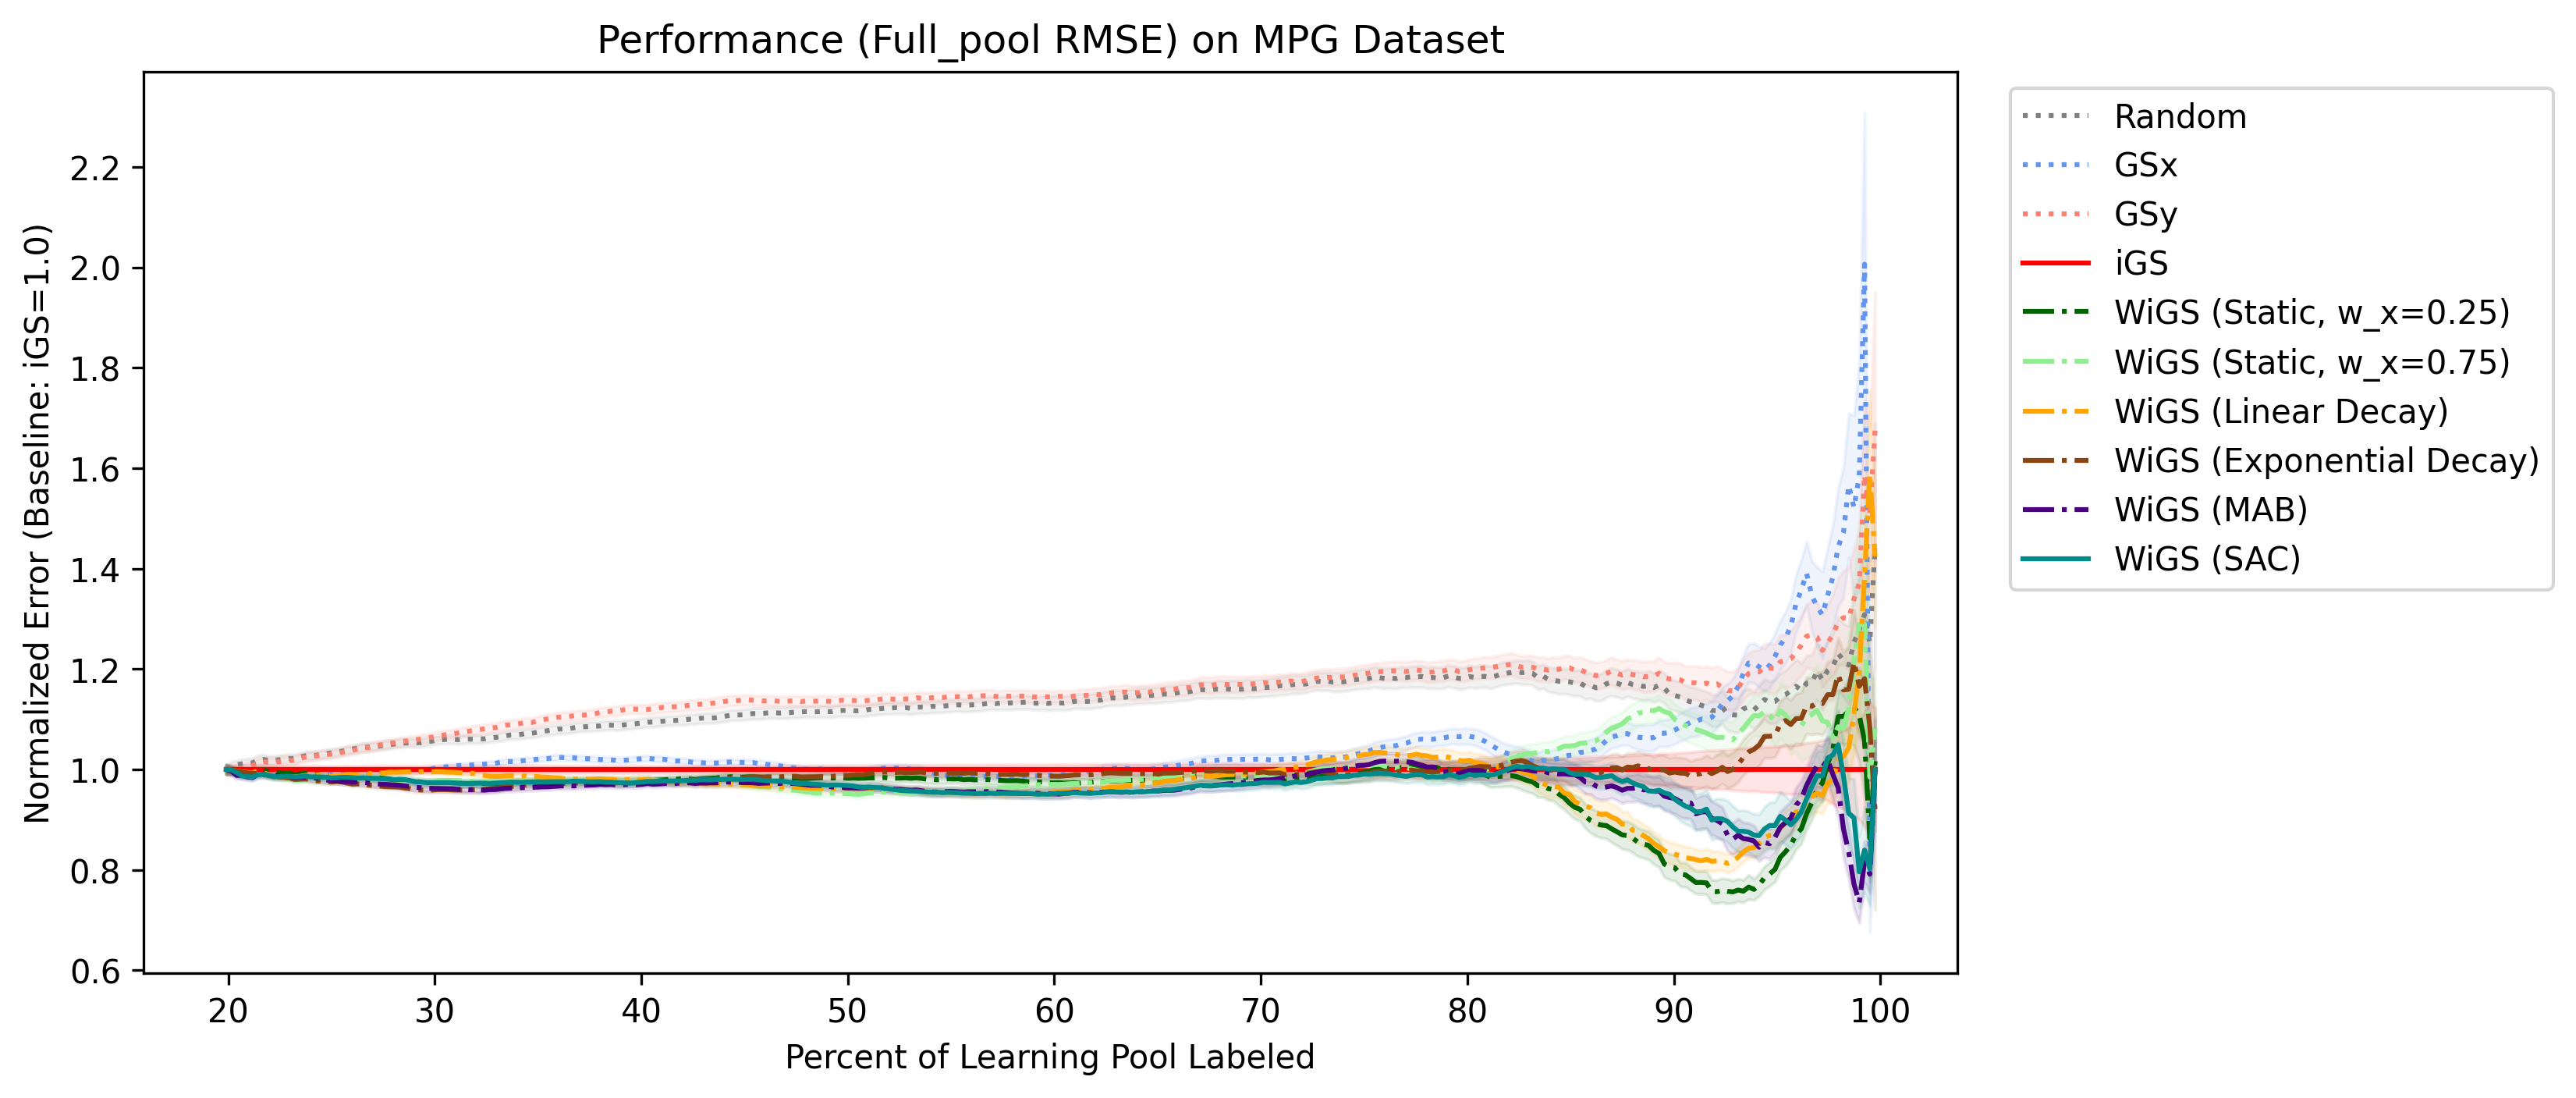 Performance (Full_pool RMSE) on MPG Dataset
Normalized Error (Baseline: iGS=1.0)
2.2
2.0
1.8
1.6
1.4
1.2
1.0
0.8
0.6
20 30 40 50 60 70 80 90 100
Percent of Learning Pool Labeled
Random
GSx
GSy
iGS
WiGS (Static, w_x=0.25)
WiGS (Static, w_x=0.75)
WiGS (Linear Decay)
WiGS (Exponential Decay)
WiGS (MAB)
WiGS (SAC)